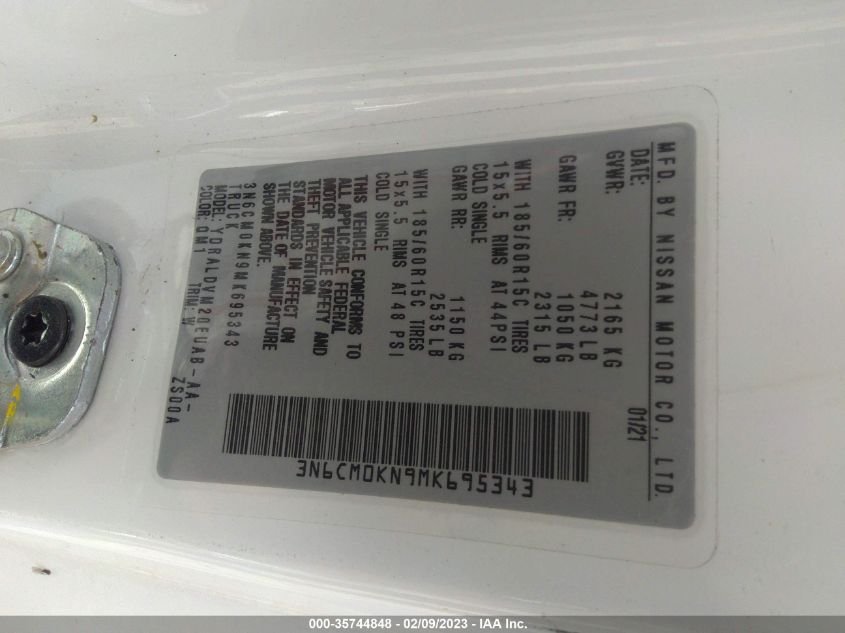 MFD. BY NISSAN MOTOR CO., LTD.
DATE: 01/21
GVWR: 2165 KG
4773 LB
GAWR FR: 1050 KG
2315 LB
WITH 185/60R15C TIRES
15x5.5 RIMS AT 44PSI
COLD SINGLE
GAWR RR: 1150 KG
2535 LB
WITH 185/60R15C TIRES
15x5.5 RIMS AT 48 PSI
COLD SINGLE
THIS VEHICLE CONFORMS TO
ALL APPLICABLE FEDERAL
MOTOR VEHICLE SAFETY AND
THEFT PREVENTION
STANDARDS IN EFFECT ON
THE DATE OF MANUFACTURE
SHOWN ABOVE.
3N6CM0KN9MK695343
TRUCK
MODEL: YDRALDVM20EUAB-AA-
ZS00A
COLOR: QM1 TRIM: W
3N6CM0KN9MK695343
000-35744848 - 02/09/2023 - IAA Inc.